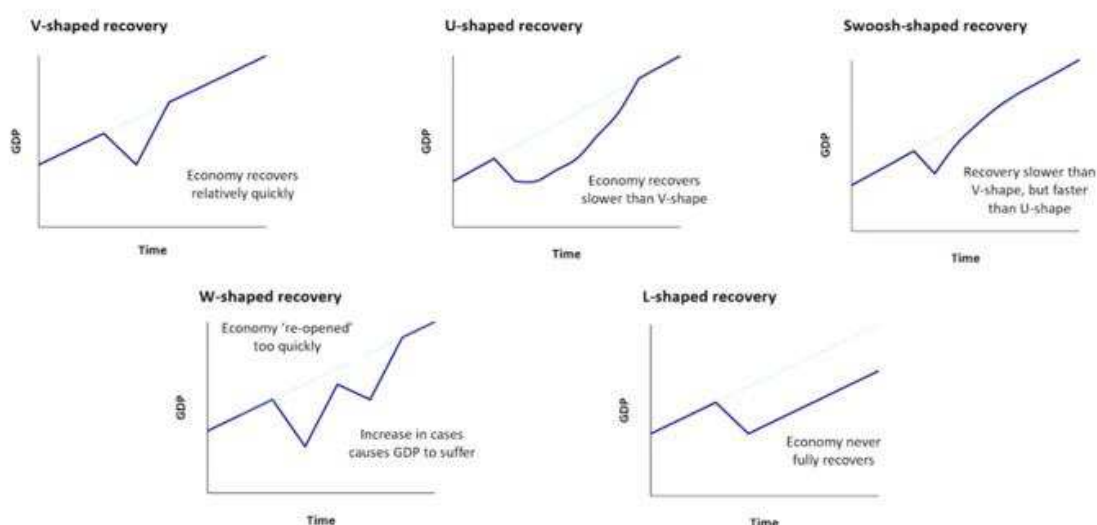 V-shaped recovery
GDP
Economy recovers
relatively quickly
Time
U-shaped recovery
GDP
Economy recovers
slower than V-shape
Time
Swoosh-shaped recovery
GDP
Recovery slower than
V-shape, but faster
than U-shape
Time
W-shaped recovery
Economy 're-opened'
too quickly
GDP
Increase in cases
causes GDP to suffer
Time
L-shaped recovery
GDP
Economy never
fully recovers
Time